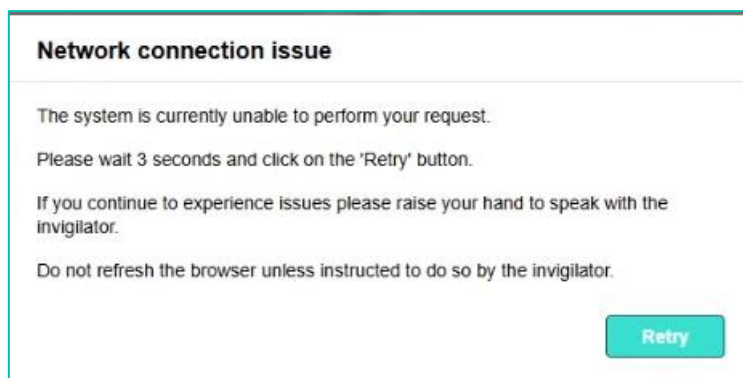 Network connection issue
The system is currently unable to perform your request.
Please wait 3 seconds and click on the 'Retry' button.
If you continue to experience issues please raise your hand to speak with the
invigilator.
Do not refresh the browser unless instructed to do so by the invigilator.
Retry